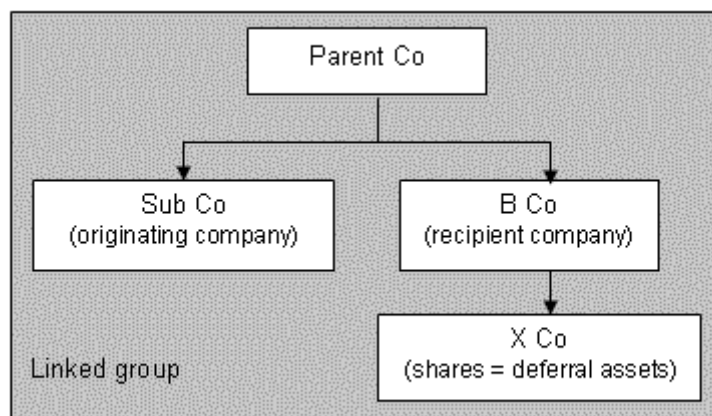 Parent Co
Sub Co
(originating company)
B Co
(recipient company)
X Co
(shares = deferral assets)
Linked group